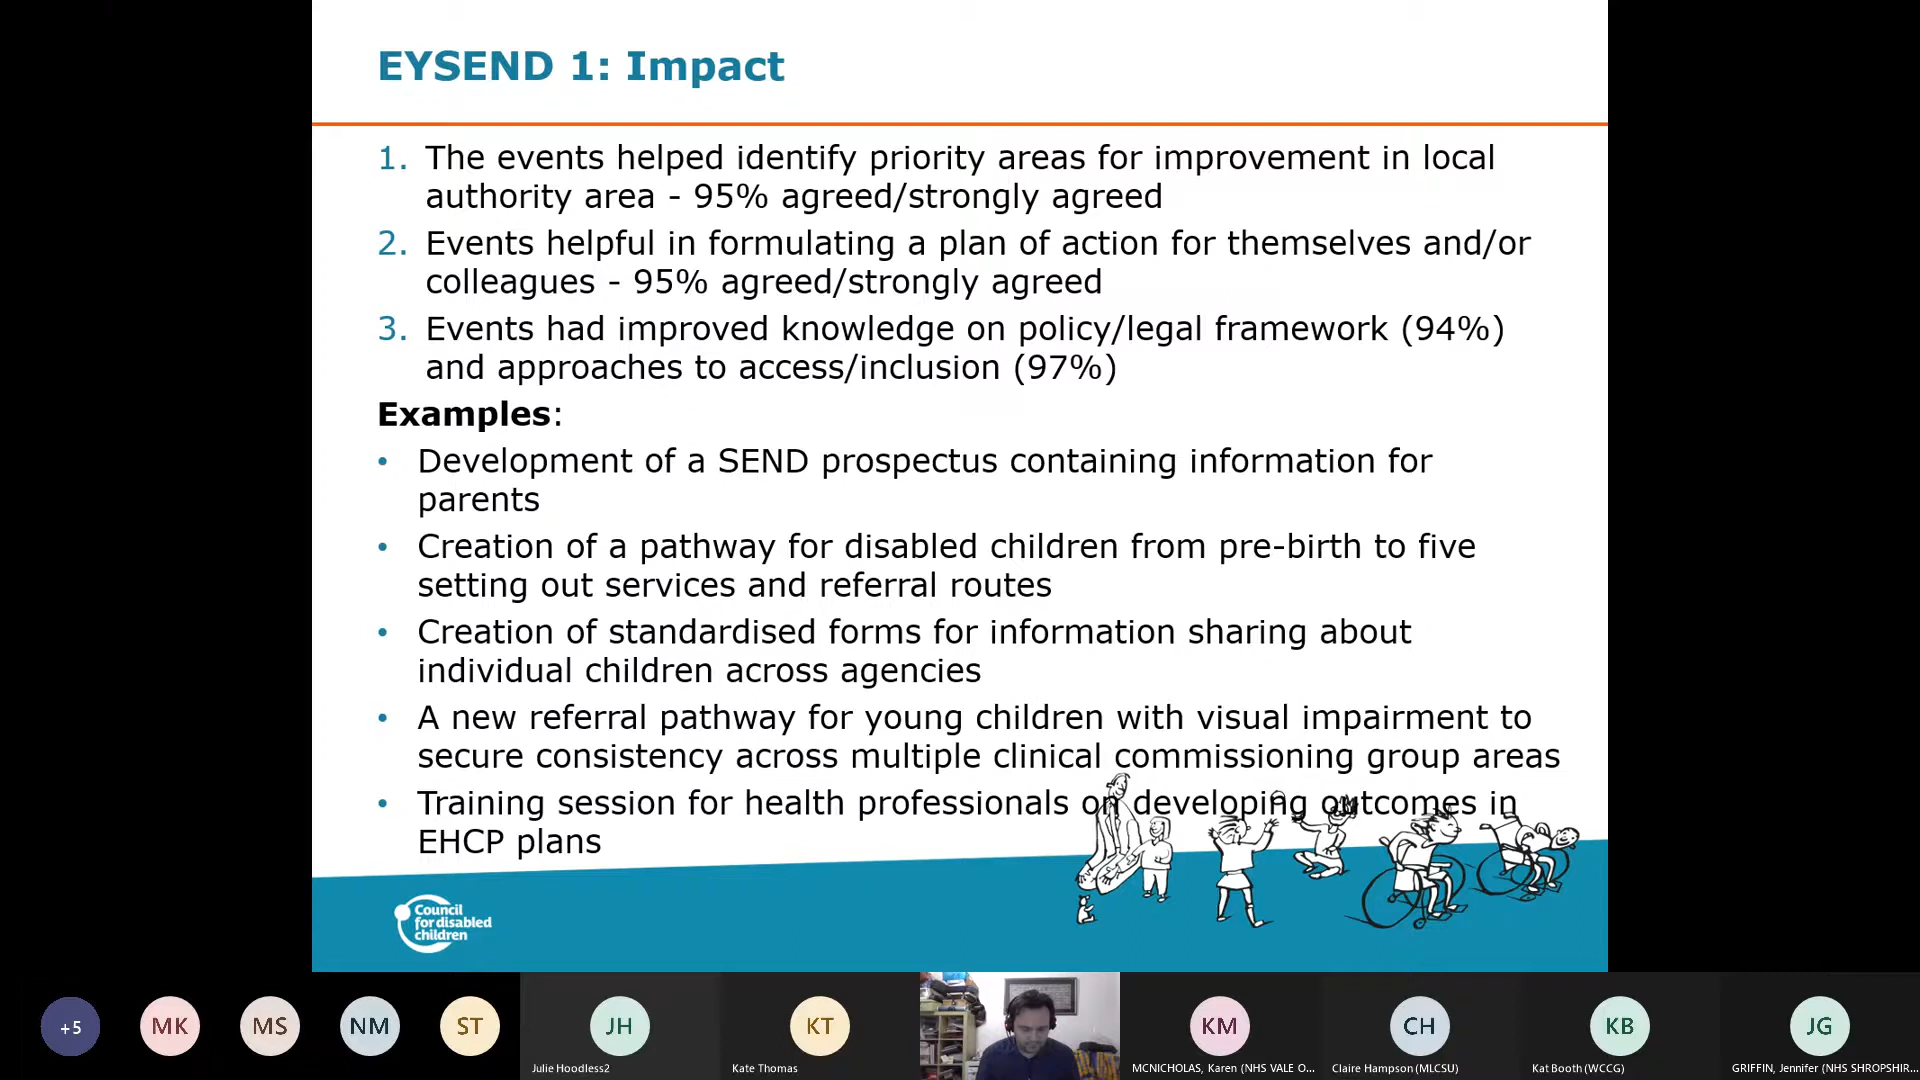 EYSEND 1: Impact
1. The events helped identify priority areas for improvement in local
authority area - 95% agreed/strongly agreed
2. Events helpful in formulating a plan of action for themselves and/or
colleagues - 95% agreed/strongly agreed
3. Events had improved knowledge on policy/legal framework (94%)
and approaches to access/inclusion (97%)
Examples:
• Development of a SEND prospectus containing information for
parents
• Creation of a pathway for disabled children from pre-birth to five
setting out services and referral routes
• Creation of standardised forms for information sharing about
individual children across agencies
• A new referral pathway for young children with visual impairment to
secure consistency across multiple clinical commissioning group areas
• Training session for health professionals on developing outcomes in
EHCP plans
Council
for disabled
children
+5
MK
MS
NM
ST
JH
KT
KM
CH
KB
JG
Julie Hoodless2
Kate Thomas
MCNICHOLAS, Karen (NHS VALE O...
Claire Hampson (MLCSU)
Kat Booth (WCCG)
GRIFFIN, Jennifer (NHS SHROPSHIR...